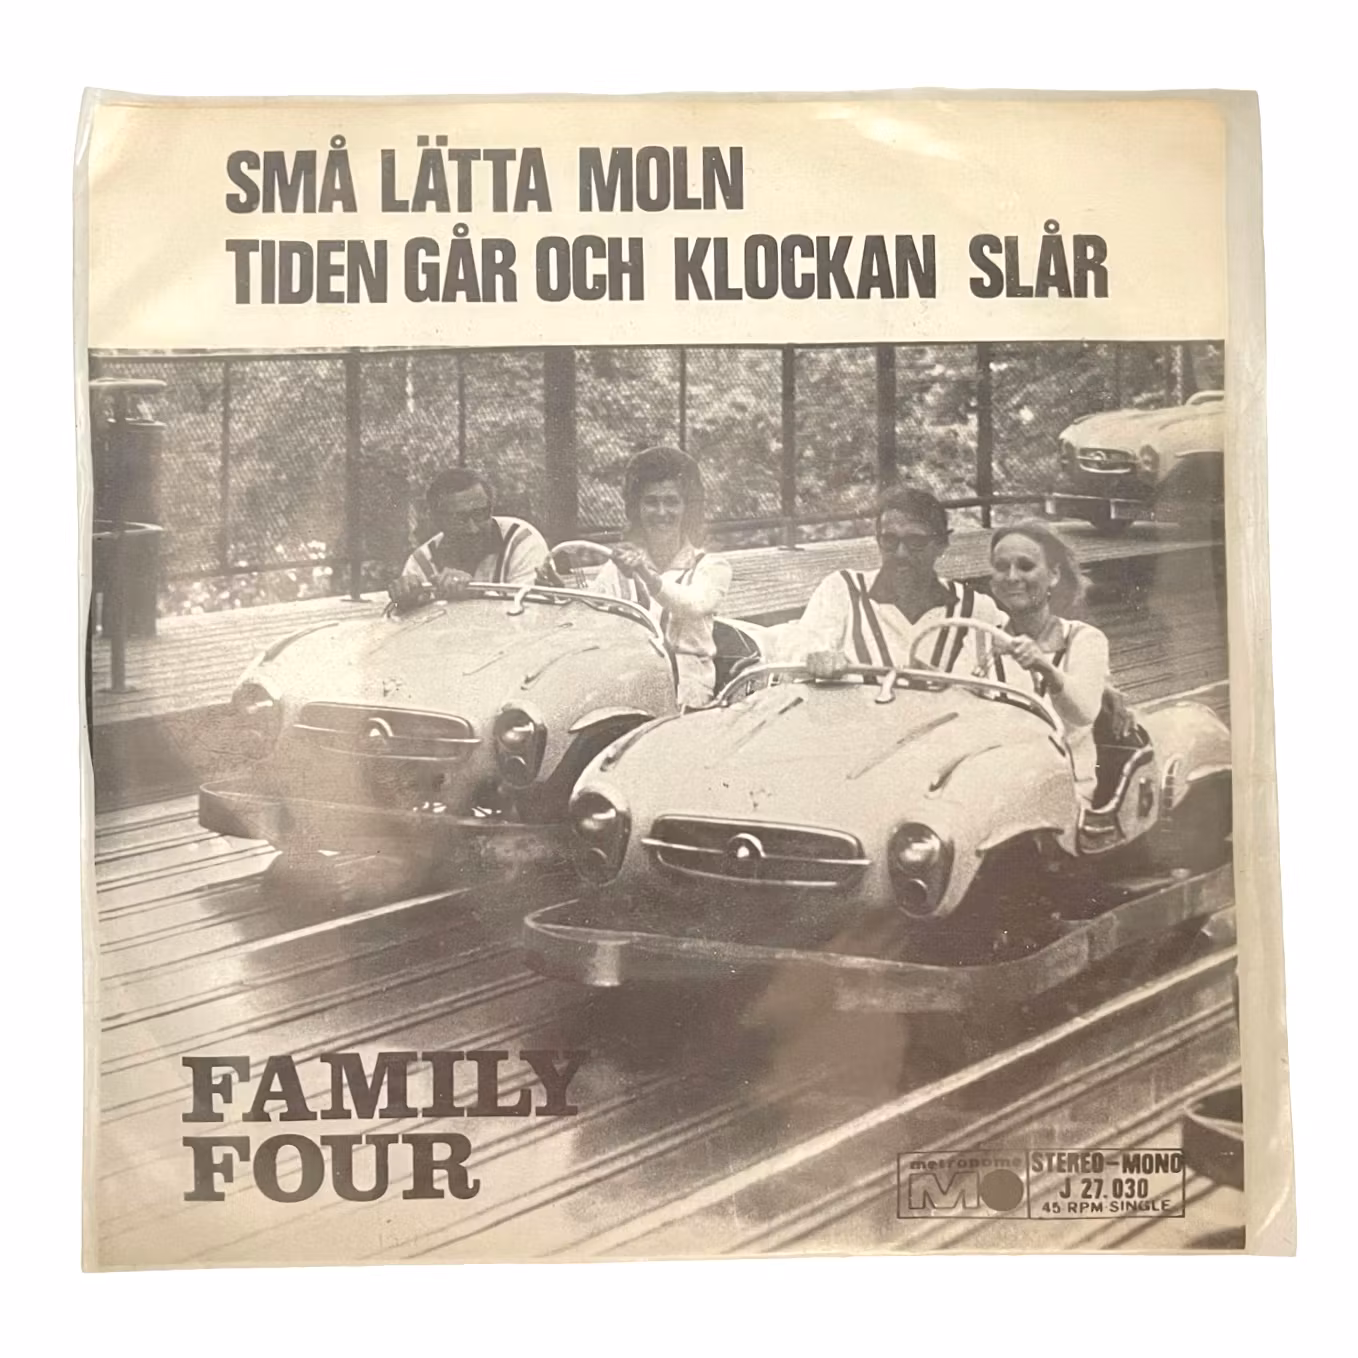 SMÅ LÄTTA MOLN
TIDEN GÅR OCH KLOCKAN SLÅR
FAMILY
FOUR
metronome
STEREO-MONO
J 27.030
45 RPM SINGLE